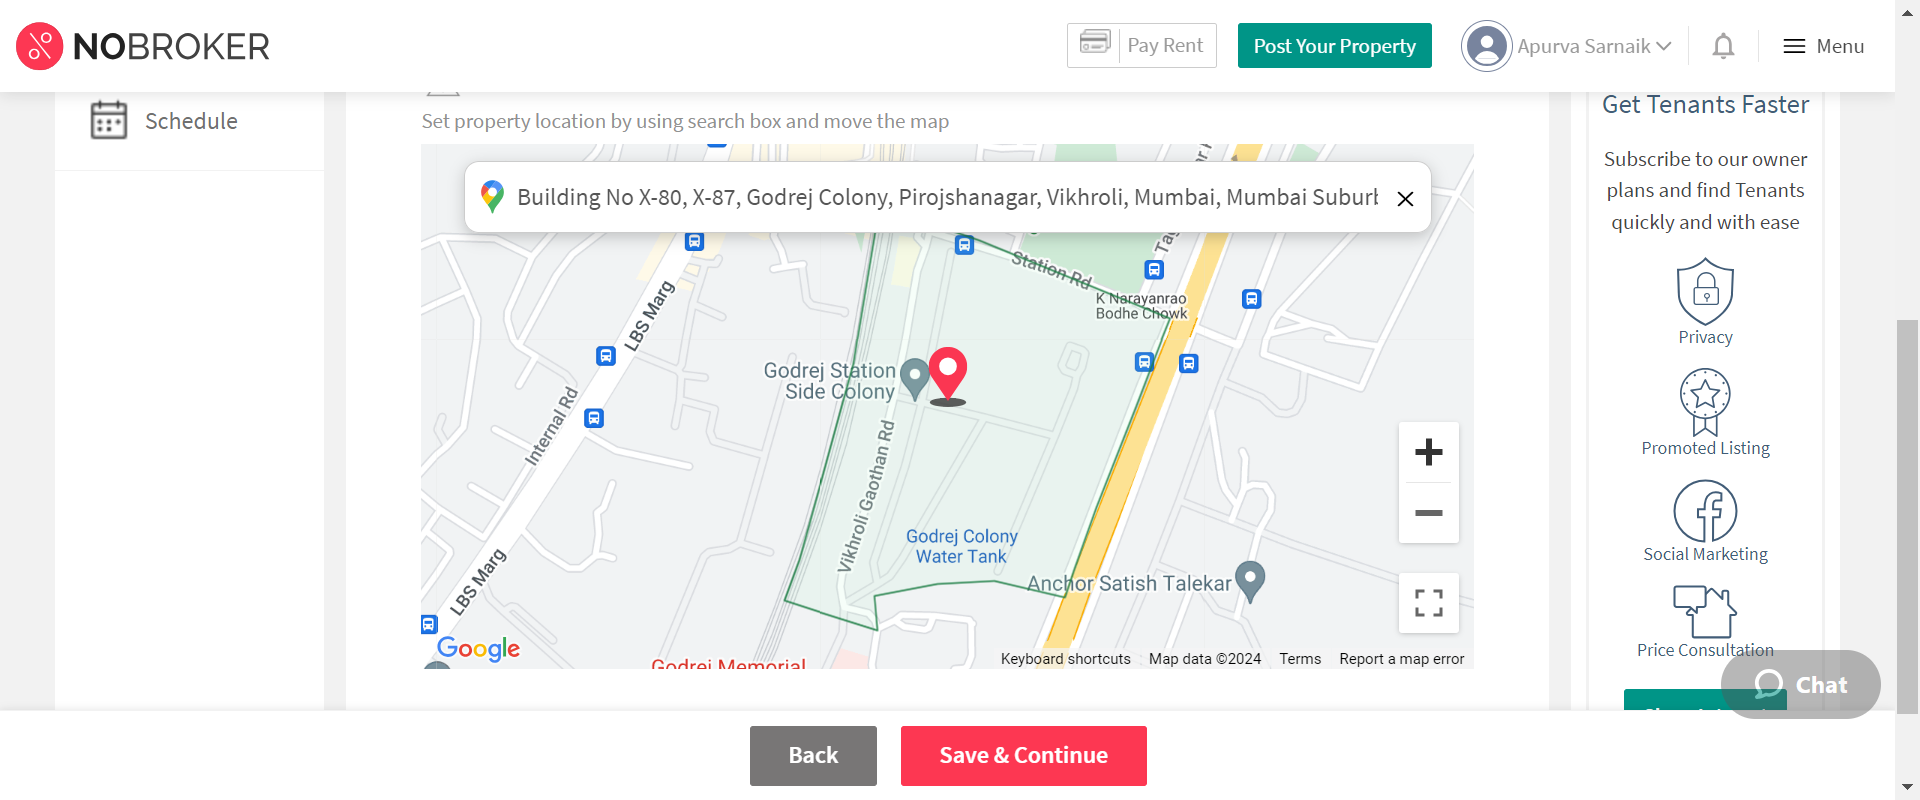 NOBROKER
Pay Rent
Post Your Property
Apurva Sarnaik
Menu
Schedule
Set property location by using search box and move the map
Building No X-80, X-87, Godrej Colony, Pirojshanagar, Vikhroli, Mumbai, Mumbai Suburb
Station Rd
K Narayanrao
Bodhe Chowk
LBS Marg
Godrej Station
Side Colony
Internal Rd
Vikhroli Gaothan Rd
Godrej Colony
Water Tank
LBS Marg
Anchor Satish Talekar
Google
Godrej Memorial
Keyboard shortcuts
Map data ©2024
Terms
Report a map error
Get Tenants Faster
Subscribe to our owner
plans and find Tenants
quickly and with ease
Privacy
Promoted Listing
Social Marketing
Price Consultation
Chat
Back
Save & Continue